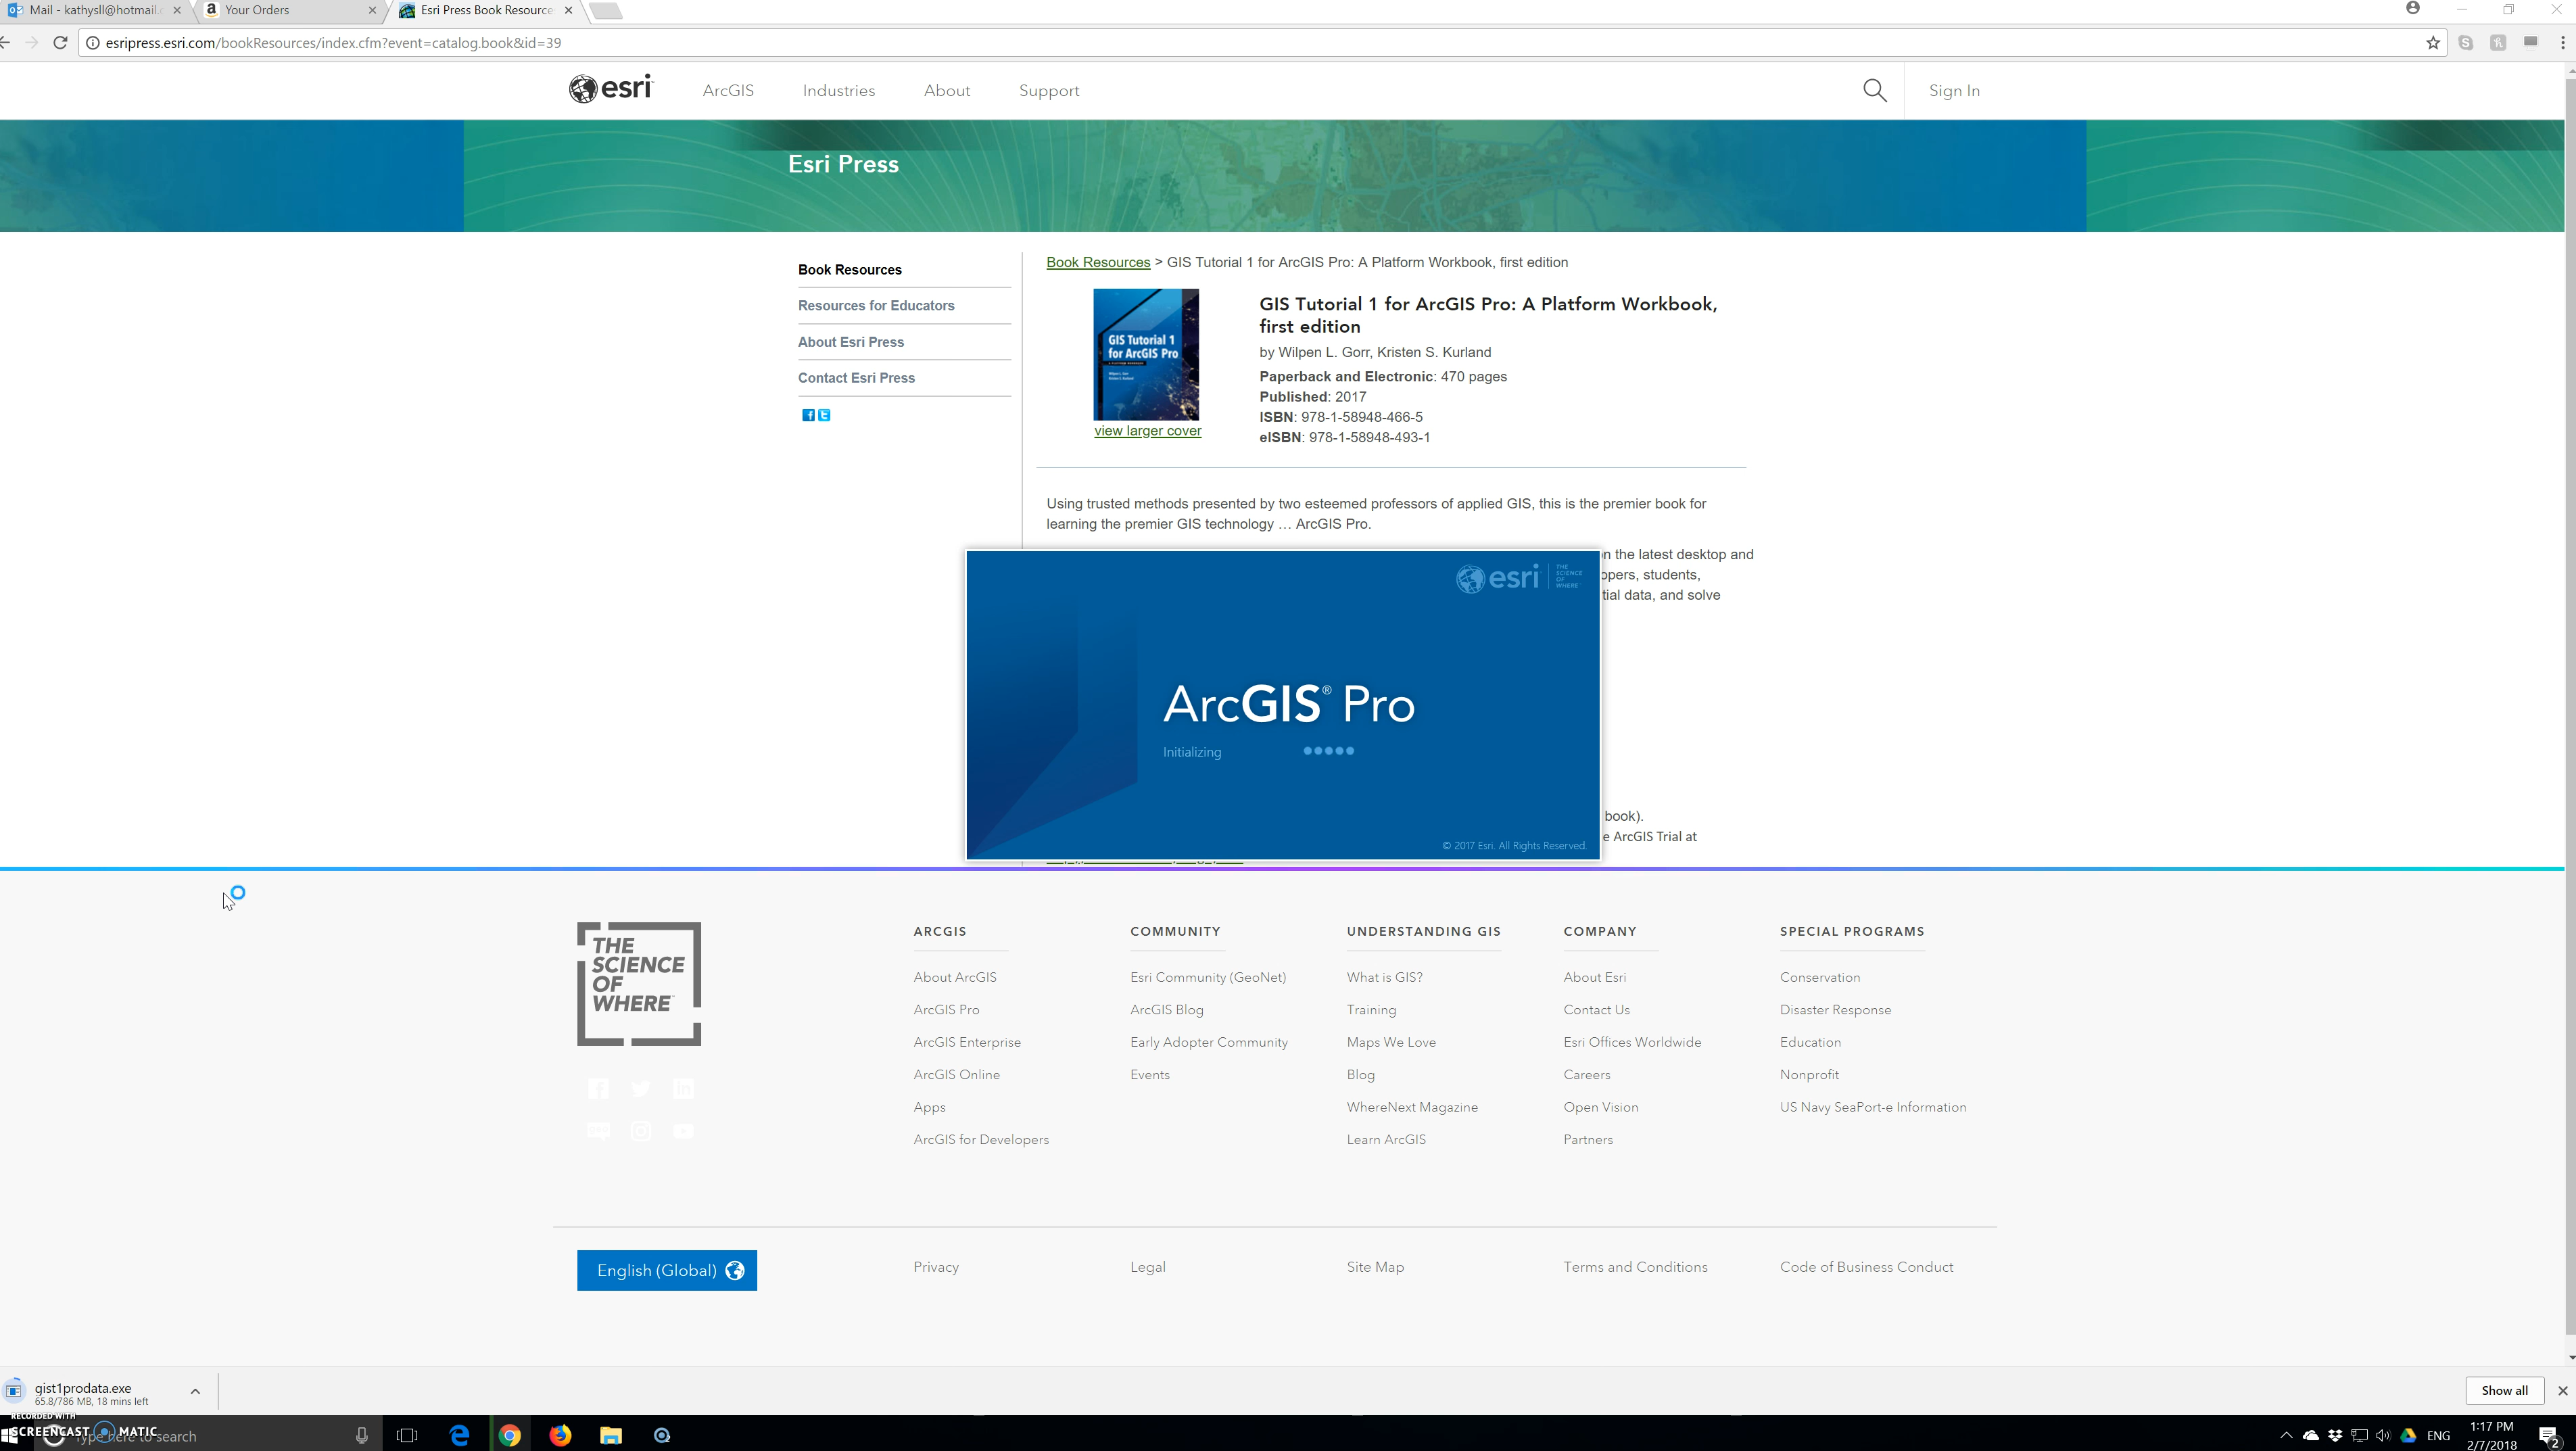 Mail - kathysll@hotmail.c
Your Orders
Esri Press Book Resource
esripress.esri.com/bookResources/index.cfm?event=catalog.book&id=39
esri
ArcGIS
Industries
About
Support
Sign In
Esri Press
Book Resources
Resources for Educators
About Esri Press
Contact Esri Press
Book Resources > GIS Tutorial 1 for ArcGIS Pro: A Platform Workbook, first edition
GIS Tutorial 1
for ArcGIS Pro
view larger cover
GIS Tutorial 1 for ArcGIS Pro: A Platform Workbook,
first edition
by Wilpen L. Gorr, Kristen S. Kurland
Paperback and Electronic: 470 pages
Published: 2017
ISBN: 978-1-58948-466-5
eISBN: 978-1-58948-493-1
Using trusted methods presented by two esteemed professors of applied GIS, this is the premier book for
learning the premier GIS technology … ArcGIS Pro.
n the latest desktop and
opers, students,
tial data, and solve
esri
THE
SCIENCE
OF
WHERE
ArcGIS® Pro
Initializing
© 2017 Esri. All Rights Reserved.
book).
e ArcGIS Trial at
THE
SCIENCE
OF
WHERE™
ARCGIS
About ArcGIS
ArcGIS Pro
ArcGIS Enterprise
ArcGIS Online
Apps
ArcGIS for Developers
COMMUNITY
Esri Community (GeoNet)
ArcGIS Blog
Early Adopter Community
Events
UNDERSTANDING GIS
What is GIS?
Training
Maps We Love
Blog
WhereNext Magazine
Learn ArcGIS
COMPANY
About Esri
Contact Us
Esri Offices Worldwide
Careers
Open Vision
Partners
SPECIAL PROGRAMS
Conservation
Disaster Response
Education
Nonprofit
US Navy SeaPort-e Information
English (Global)
Privacy
Legal
Site Map
Terms and Conditions
Code of Business Conduct
gist1prodata.exe
65.8/786 MB, 18 mins left
Show all
RECORDED WITH
SCREENCAST MATIC
Type here to search
ENG
1:17 PM
2/7/2018
2